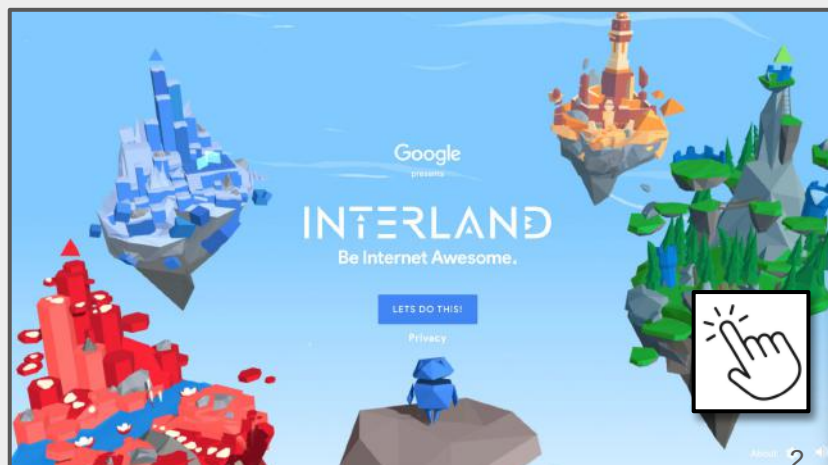 Google
presents
INTERLAND
Be Internet Awesome.
LETS DO THIS!
Privacy
About
2